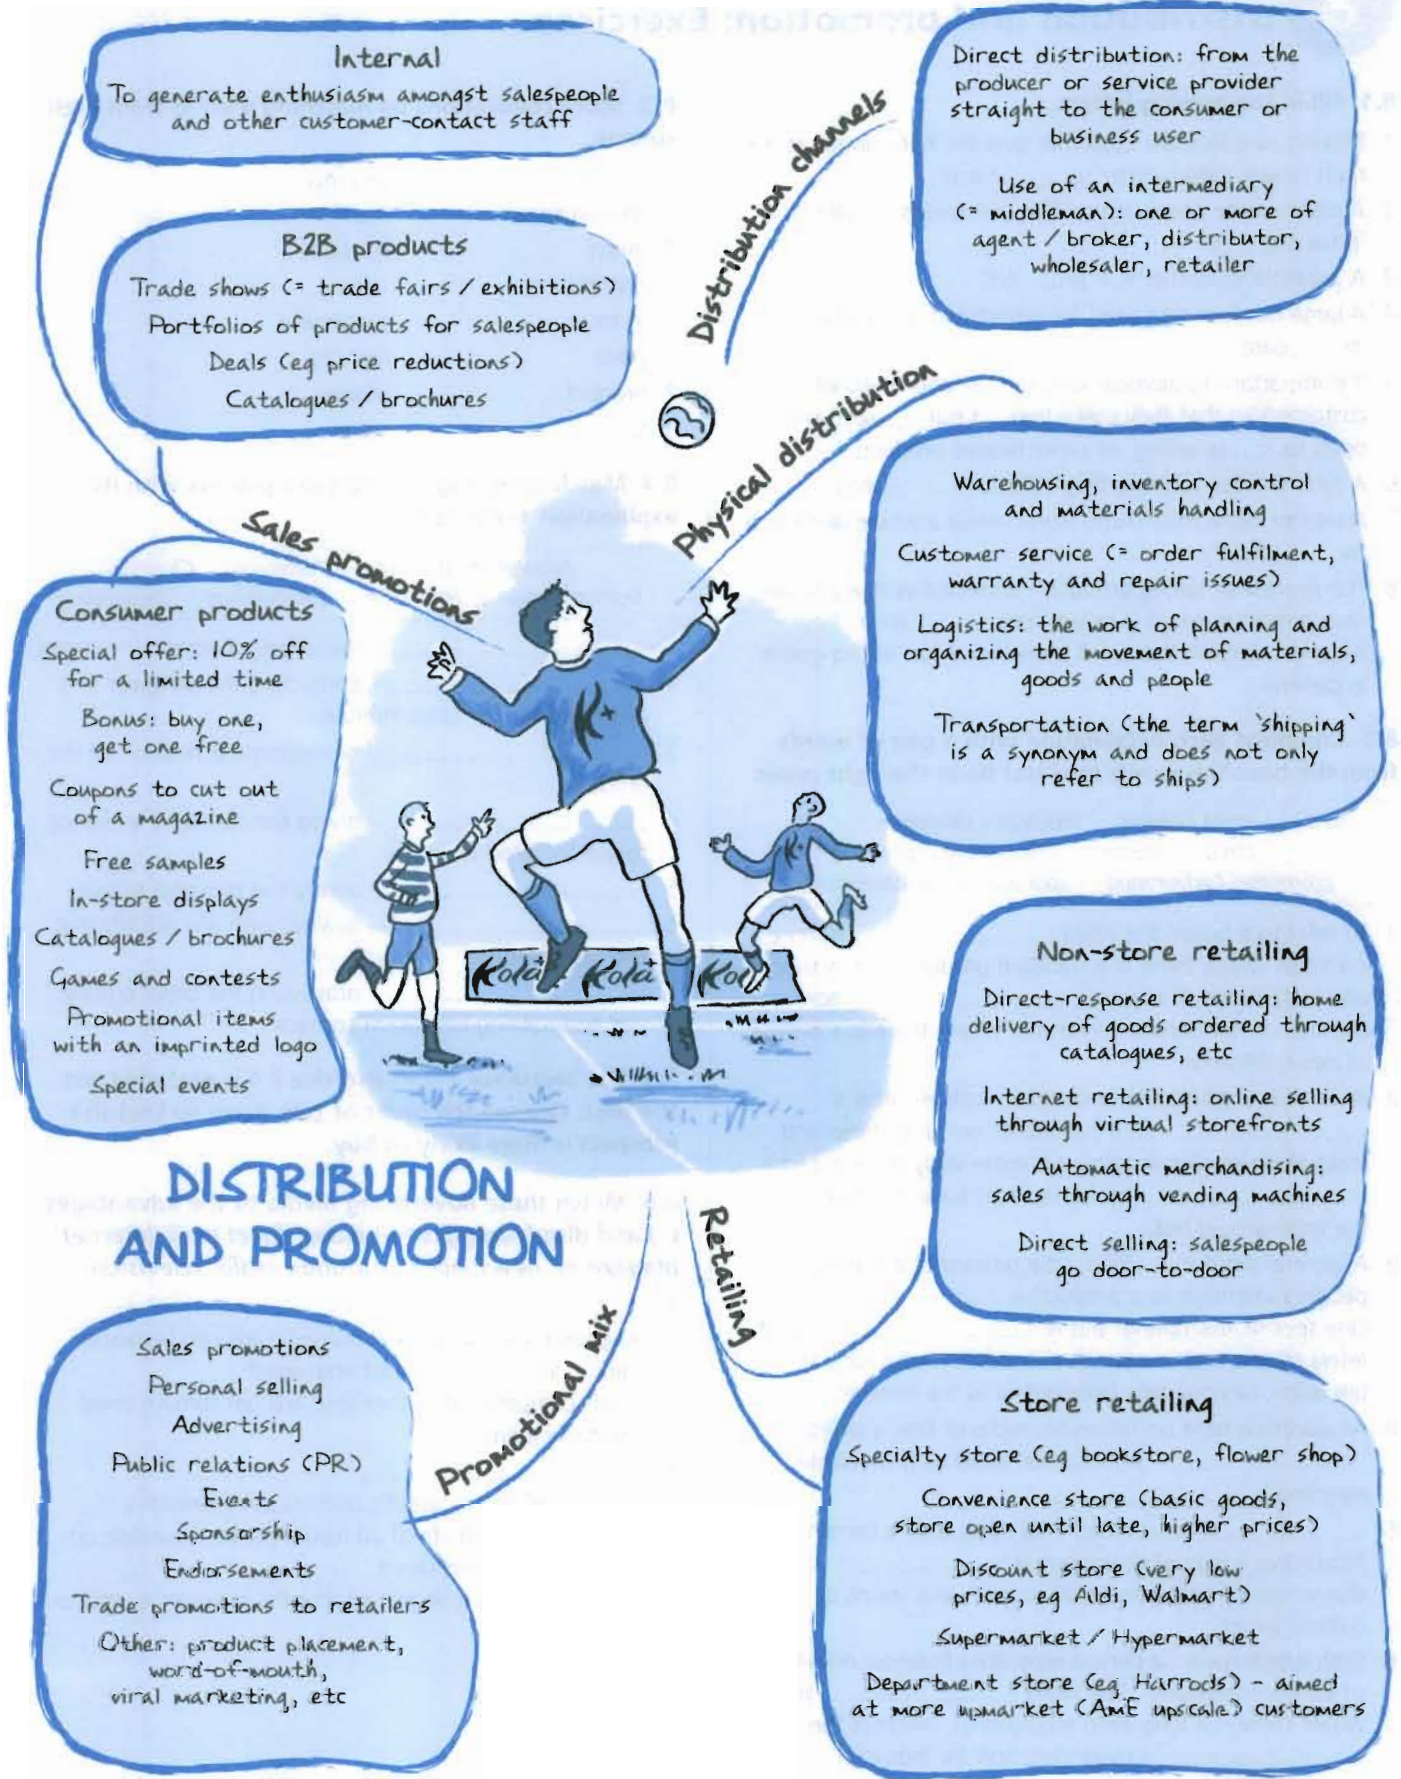 Internal
To generate enthusiasm amongst salespeople
and other customer-contact staff
B2B products
Trade shows (= trade fairs / exhibitions)
Portfolios of products for salespeople
Deals (eg price reductions)
Catalogues / brochures
Sales promotions
Consumer products
Special offer: 10% off
for a limited time
Bonus: buy one,
get one free
Coupons to cut out
of a magazine
Free samples
In-store displays
Catalogues / brochures
Games and contests
Promotional items
with an imprinted logo
Special events
Distribution channels
Direct distribution: from the
producer or service provider
straight to the consumer or
business user
Use of an intermediary
(= middleman): one or more of
agent / broker, distributor,
wholesaler, retailer
Physical distribution
Warehousing, inventory control
and materials handling
Customer service (= order fulfilment,
warranty and repair issues)
Logistics: the work of planning and
organizing the movement of materials,
goods and people
Transportation (the term 'shipping'
is a synonym and does not only
refer to ships)
K+
Kola+ Kola+ Kola
DISTRIBUTION
AND PROMOTION
Promotional mix
Sales promotions
Personal selling
Advertising
Public relations (PR)
Events
Sponsorship
Endorsements
Trade promotions to retailers
Other: product placement,
word-of-mouth,
viral marketing, etc
Retailing
Non-store retailing
Direct-response retailing: home
delivery of goods ordered through
catalogues, etc
Internet retailing: online selling
through virtual storefronts
Automatic merchandising:
sales through vending machines
Direct selling: salespeople
go door-to-door
Store retailing
Specialty store (eg bookstore, flower shop)
Convenience store (basic goods,
store open until late, higher prices)
Discount store (very low
prices, eg Aldi, Walmart)
Supermarket / Hypermarket
Department store (eg Harrods) – aimed
at more upmarket (AmE upscale) customers